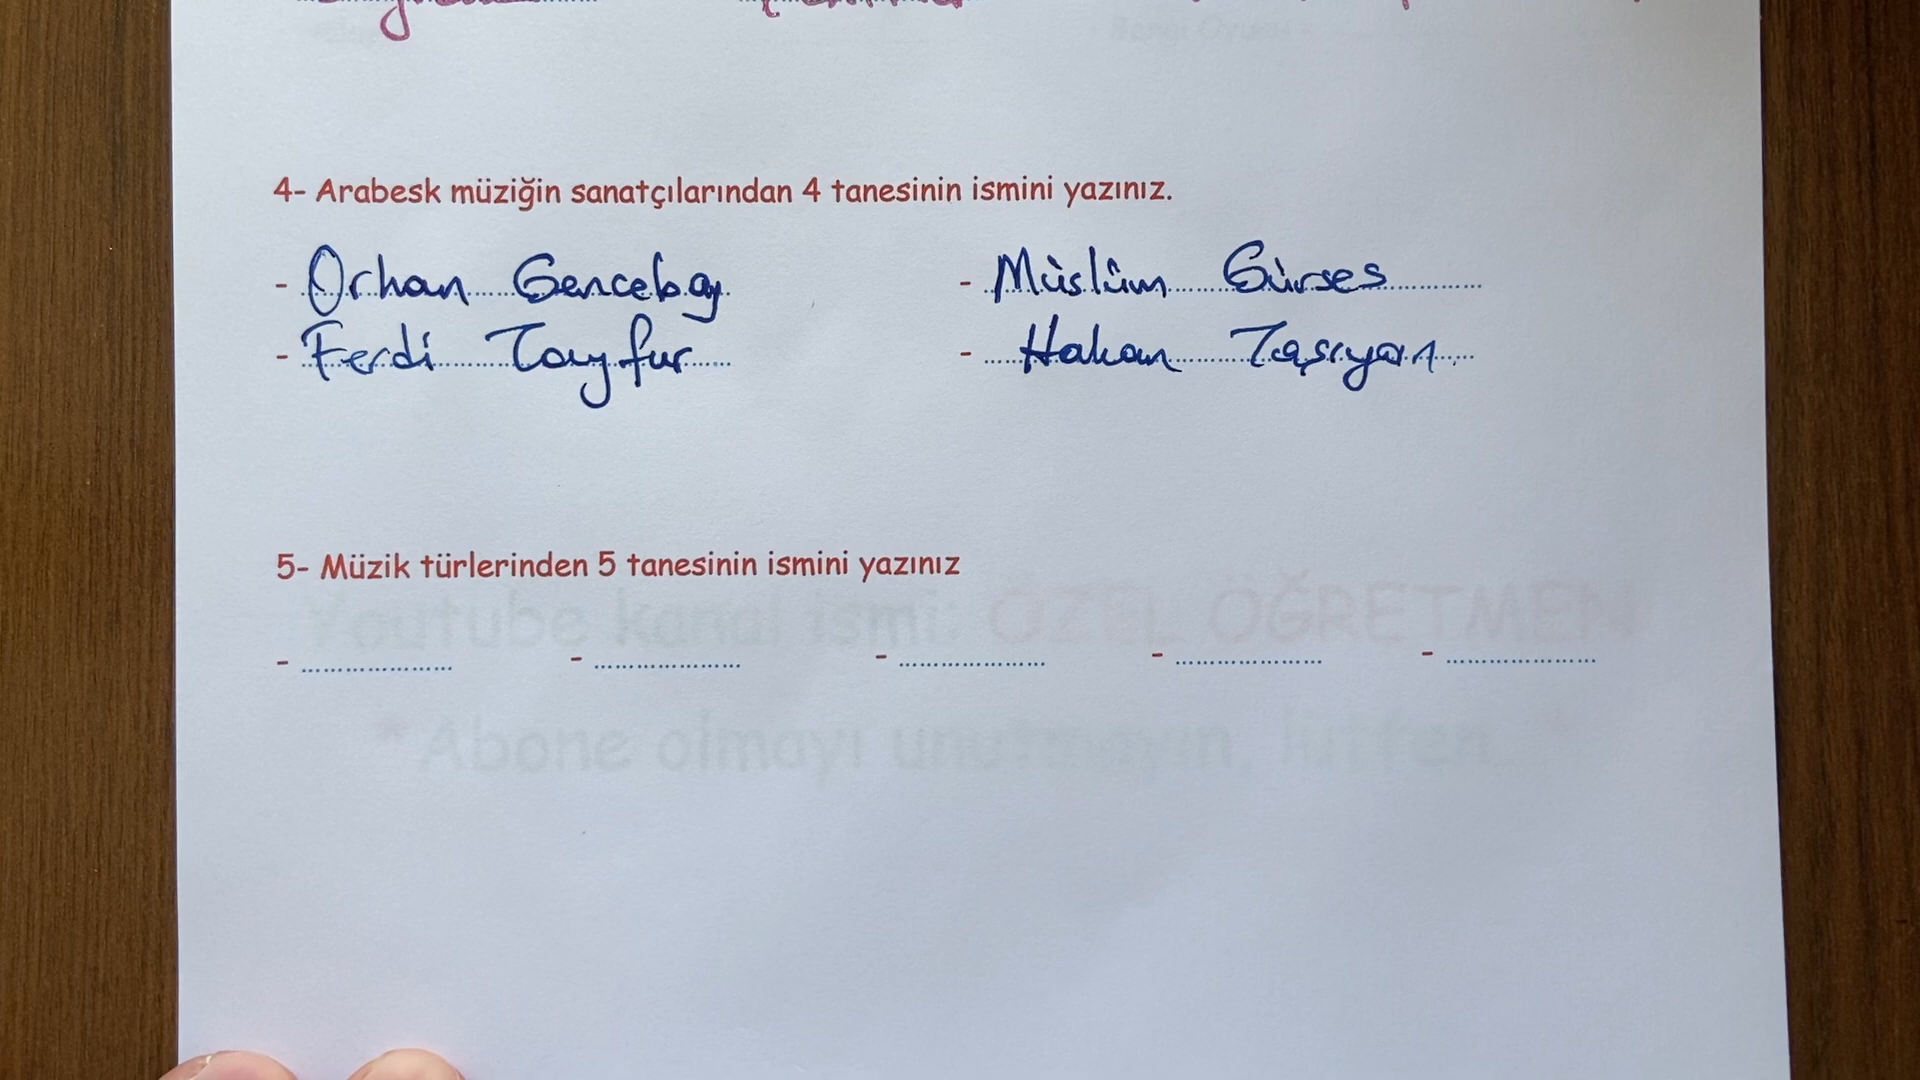 4- Arabesk müziğin sanatçılarından 4 tanesinin ismini yazınız.
- Orhan Gencebay - Müslüm Gürses
- Ferdi Tayfur - Hakan Taşıyan
5- Müzik türlerinden 5 tanesinin ismini yazınız
Youtube kanal ismi: ÖZEL ÖĞRETMEN
- .................... - .................... - .................... - .................... - ....................
*Abone olmayı unutmayın, lütfen*